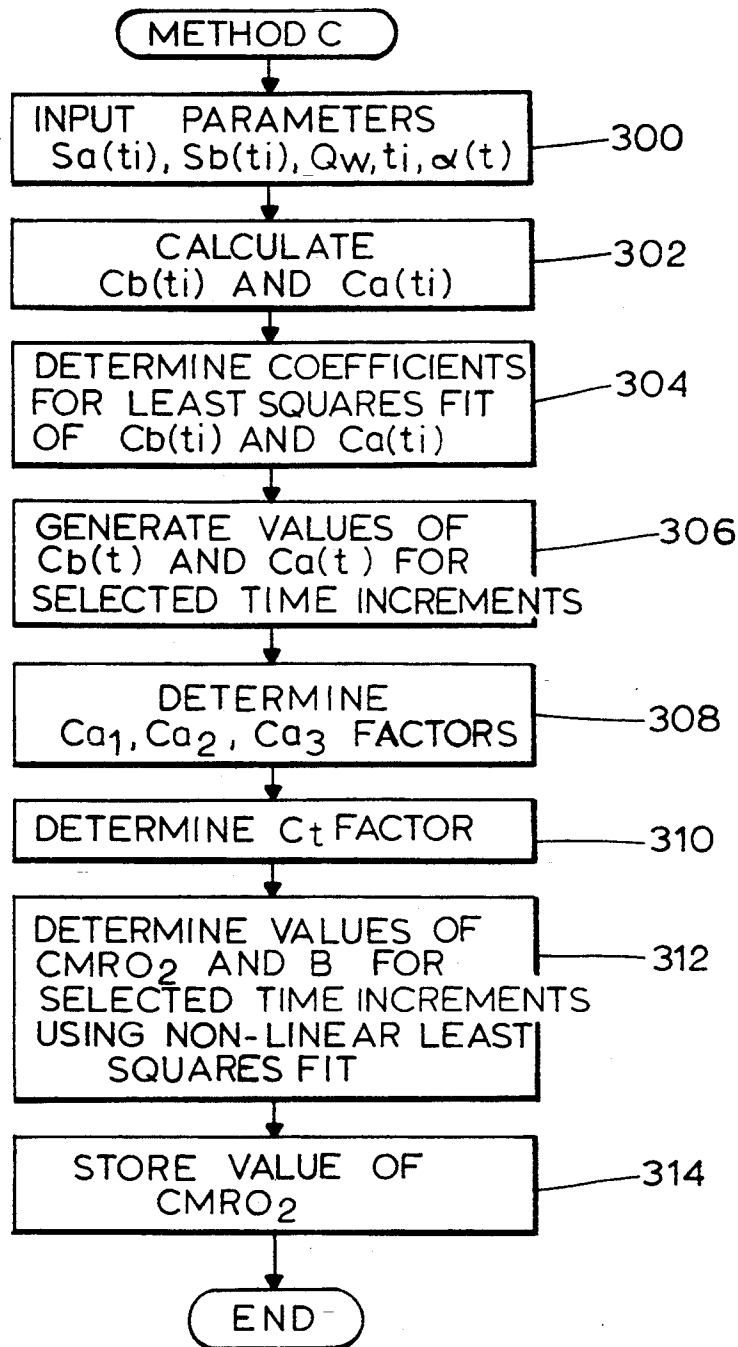 METHOD C
INPUT PARAMETERS
Sa(ti), Sb(ti), Qw, ti, α(t)
300
CALCULATE
Cb(ti) AND Ca(ti)
302
DETERMINE COEFFICIENTS
FOR LEAST SQUARES FIT
OF Cb(ti) AND Ca(ti)
304
GENERATE VALUES OF
Cb(t) AND Ca(t) FOR
SELECTED TIME INCREMENTS
306
DETERMINE
Ca₁, Ca₂, Ca₃ FACTORS
308
DETERMINE Ct FACTOR
310
DETERMINE VALUES OF
CMRO₂ AND B FOR
SELECTED TIME INCREMENTS
USING NON-LINEAR LEAST
SQUARES FIT
312
STORE VALUE OF
CMRO₂
314
END